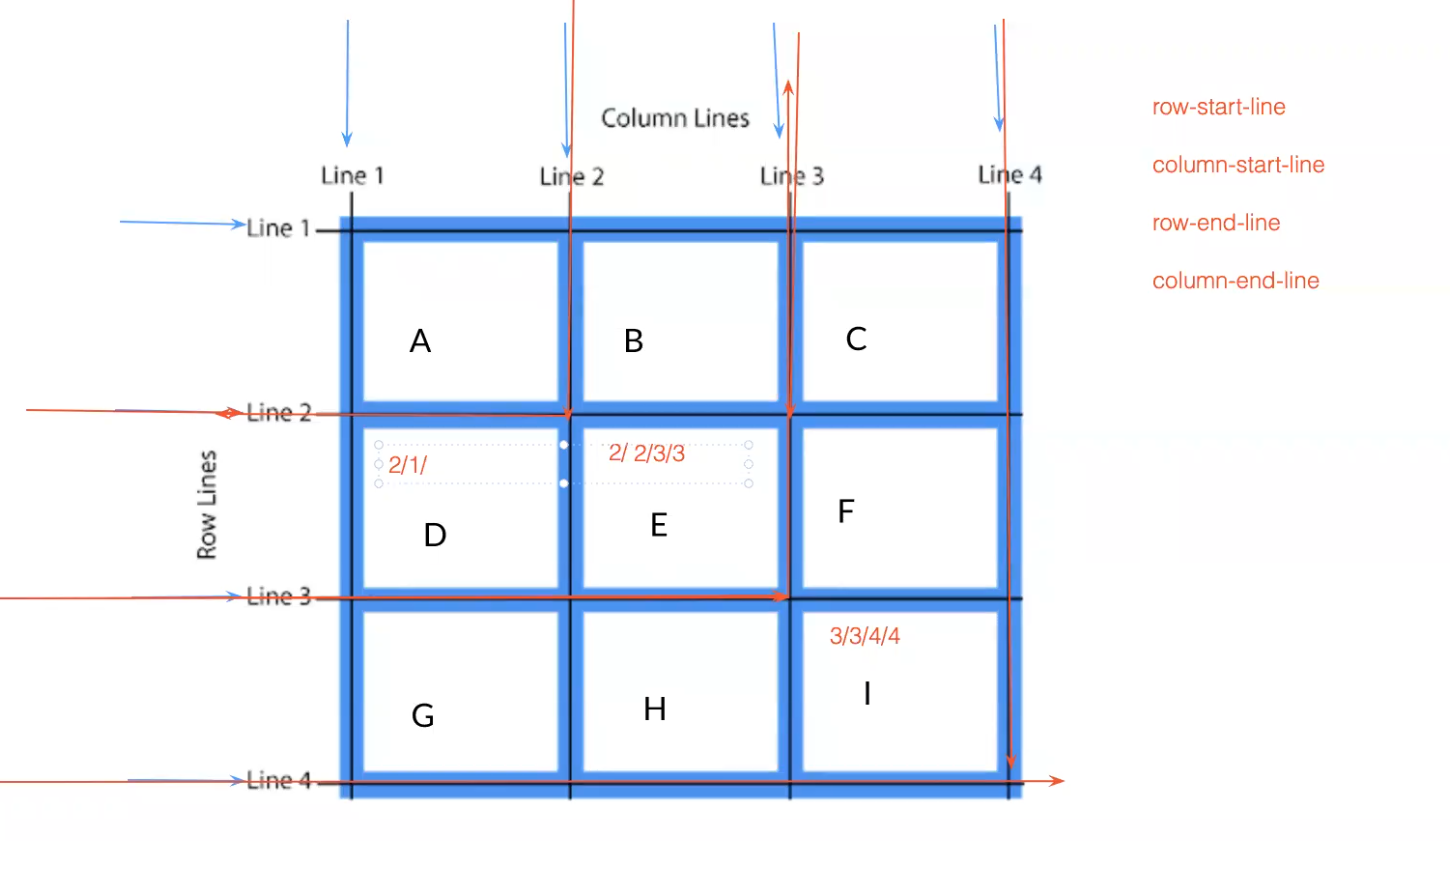 Column Lines
row-start-line
column-start-line
row-end-line
column-end-line
Line 1
Line 2
Line 3
Line 4
Line 1
A
B
C
Line 2
2/1/
2/ 2/3/3
D
E
F
Row Lines
Line 3
3/3/4/4
G
H
I
Line 4